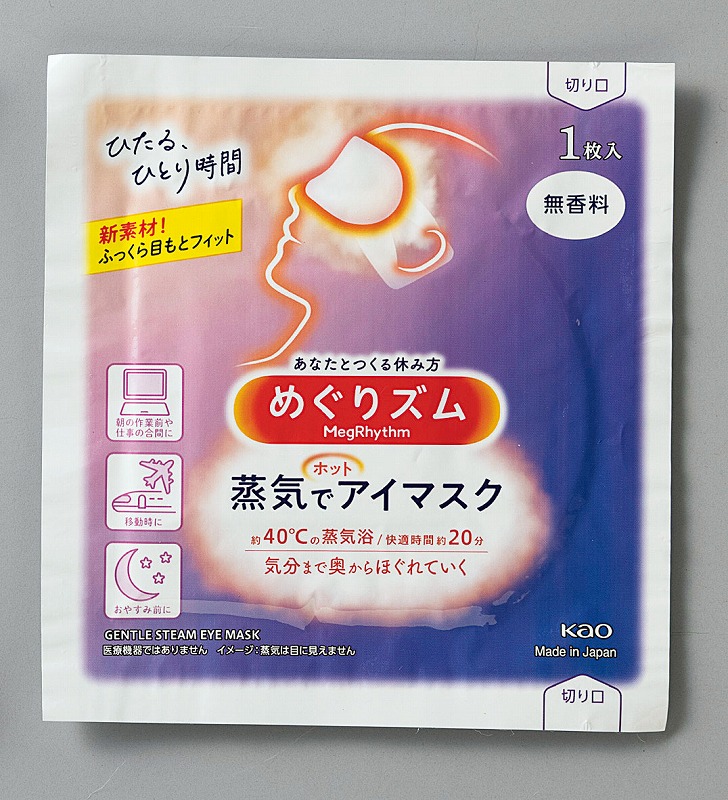 切り口
ひたる、
ひとり時間
1枚入
無香料
新素材!
ふっくら目もとフィット
あなたとつくる休み方
めぐりズム
MegRhythm
ホット
蒸気でアイマスク
約40℃の蒸気浴/快適時間約20分
気分まで奥からほぐれていく
朝の作業前や
仕事の合間に
移動時に
おやすみ前に
GENTLE STEAM EYE MASK
医療機器ではありません イメージ:蒸気は目に見えません
Kao
Made in Japan
切り口